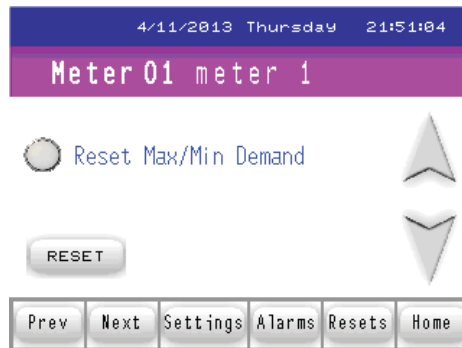 4/11/2013 Thursday 21:51:04
Meter 01 meter 1
Reset Max/Min Demand
RESET
Prev Next Settings Alarms Resets Home